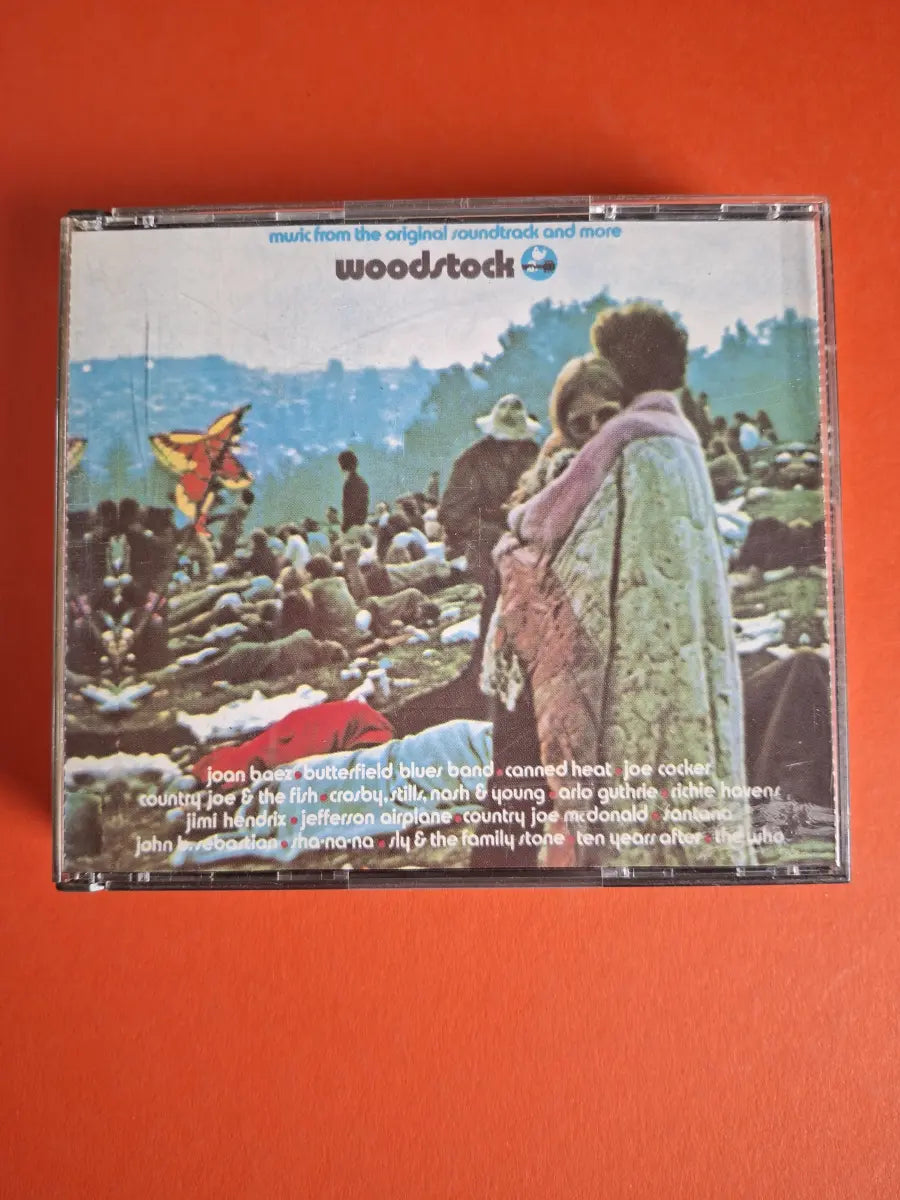 music from the original soundtrack and more
woodstock
joan baez • butterfield blues band • canned heat • joe cocker
country joe & the fish • crosby, stills, nash & young • arlo guthrie • richie havens
jimi hendrix • jefferson airplane • country joe mcdonald • santana
john b. sebastian • sha-na-na • sly & the family stone • ten years after • the who